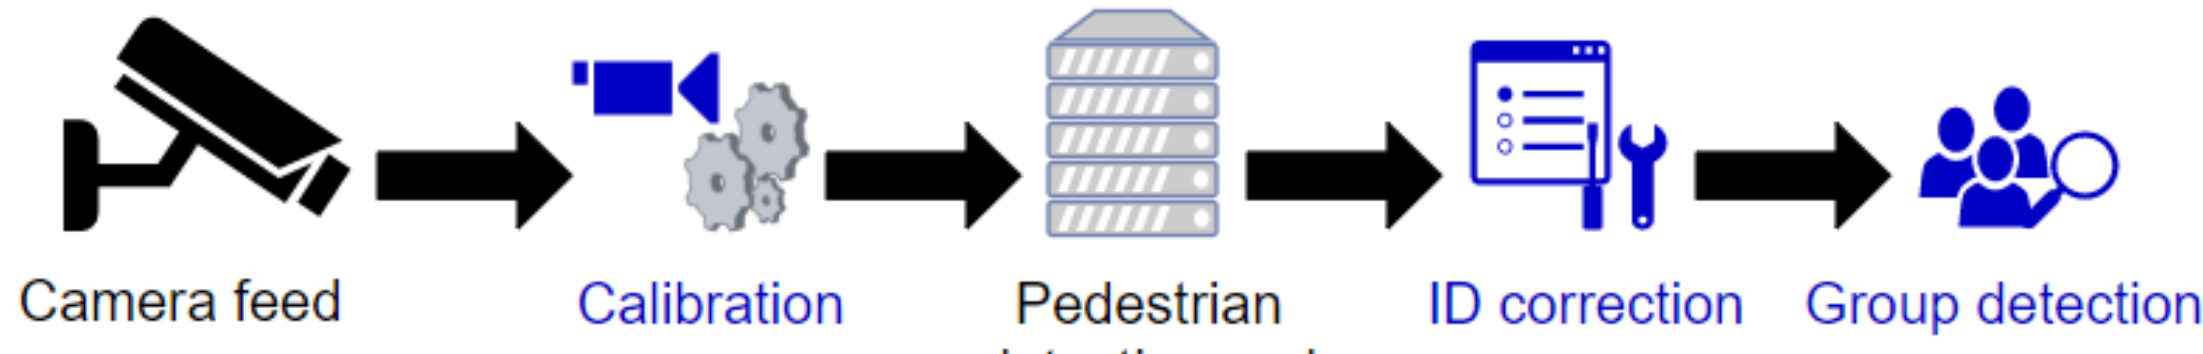 Camera feed
Calibration
Pedestrian
ID correction
Group detection